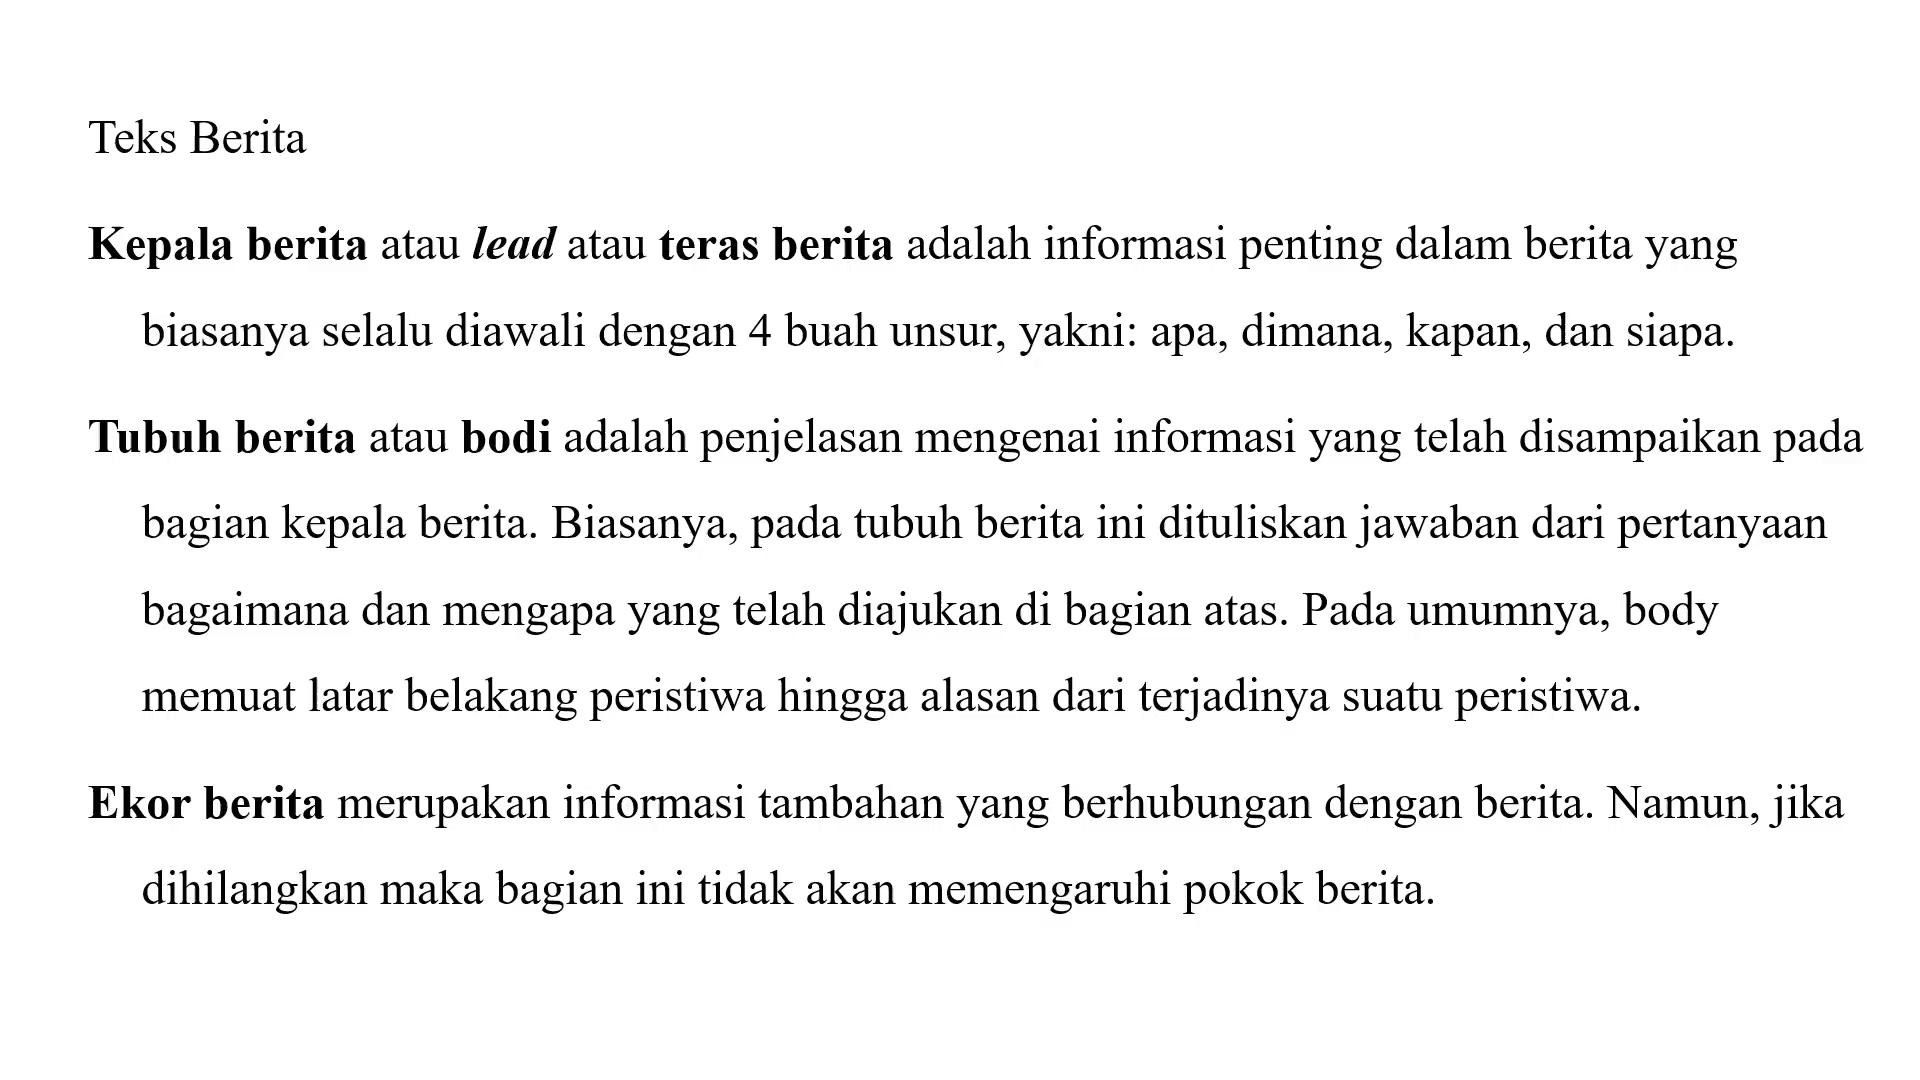 Teks Berita
Kepala berita atau lead atau teras berita adalah informasi penting dalam berita yang
biasanya selalu diawali dengan 4 buah unsur, yakni: apa, dimana, kapan, dan siapa.
Tubuh berita atau bodi adalah penjelasan mengenai informasi yang telah disampaikan pada
bagian kepala berita. Biasanya, pada tubuh berita ini dituliskan jawaban dari pertanyaan
bagaimana dan mengapa yang telah diajukan di bagian atas. Pada umumnya, body
memuat latar belakang peristiwa hingga alasan dari terjadinya suatu peristiwa.
Ekor berita merupakan informasi tambahan yang berhubungan dengan berita. Namun, jika
dihilangkan maka bagian ini tidak akan memengaruhi pokok berita.